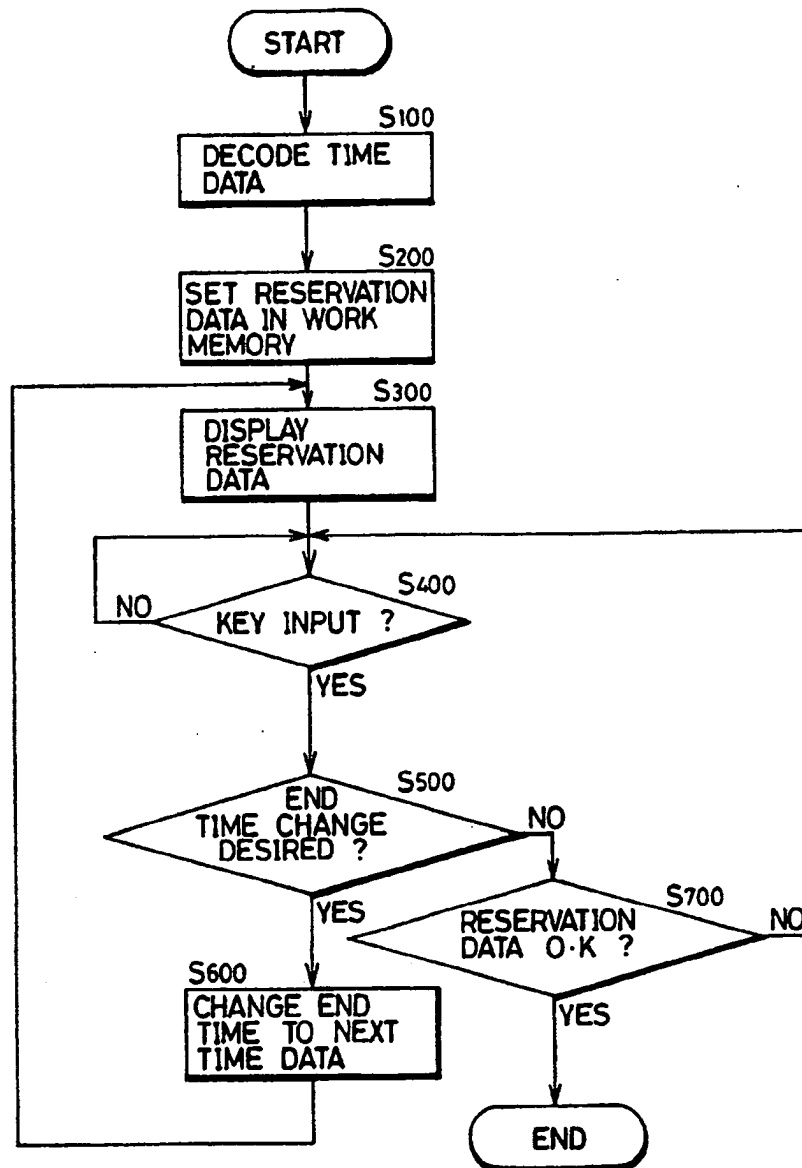 START
S100
DECODE TIME
DATA
S200
SET RESERVATION
DATA IN WORK
MEMORY
S300
DISPLAY
RESERVATION
DATA
S400
NO
KEY INPUT ?
YES
S500
END
TIME CHANGE
DESIRED ?
NO
YES
S700
RESERVATION
DATA O·K ?
NO
YES
S600
CHANGE END
TIME TO NEXT
TIME DATA
END